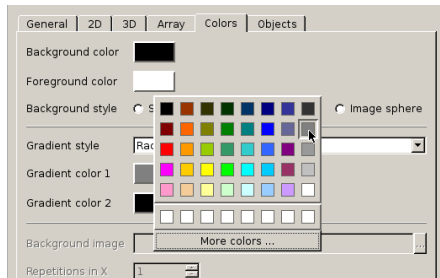 General 2D 3D Array Colors Objects
Background color
Foreground color
Background style Image sphere
Gradient style
Gradient color 1
Gradient color 2
More colors ...
Background image ...
Repetitions in X 1